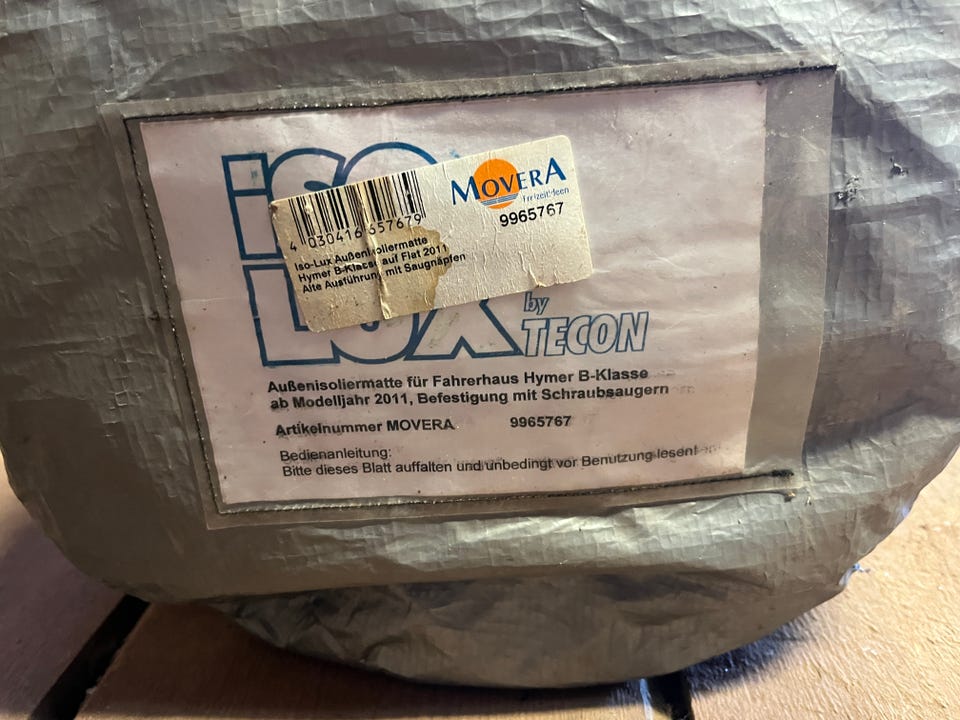 iSO
LUX
by
TECON
MOVERA
FreizeitIdeen
9965767
4 030416 657679
Iso-Lux Außenisoliermatte
Hymer B-Klasse auf Fiat 2011
Alte Ausführung mit Saugnäpfen
Außenisoliermatte für Fahrerhaus Hymer B-Klasse
ab Modelljahr 2011, Befestigung mit Schraubsaugern
Artikelnummer MOVERA 9965767
Bedienanleitung:
Bitte dieses Blatt auffalten und unbedingt vor Benutzung lesen!